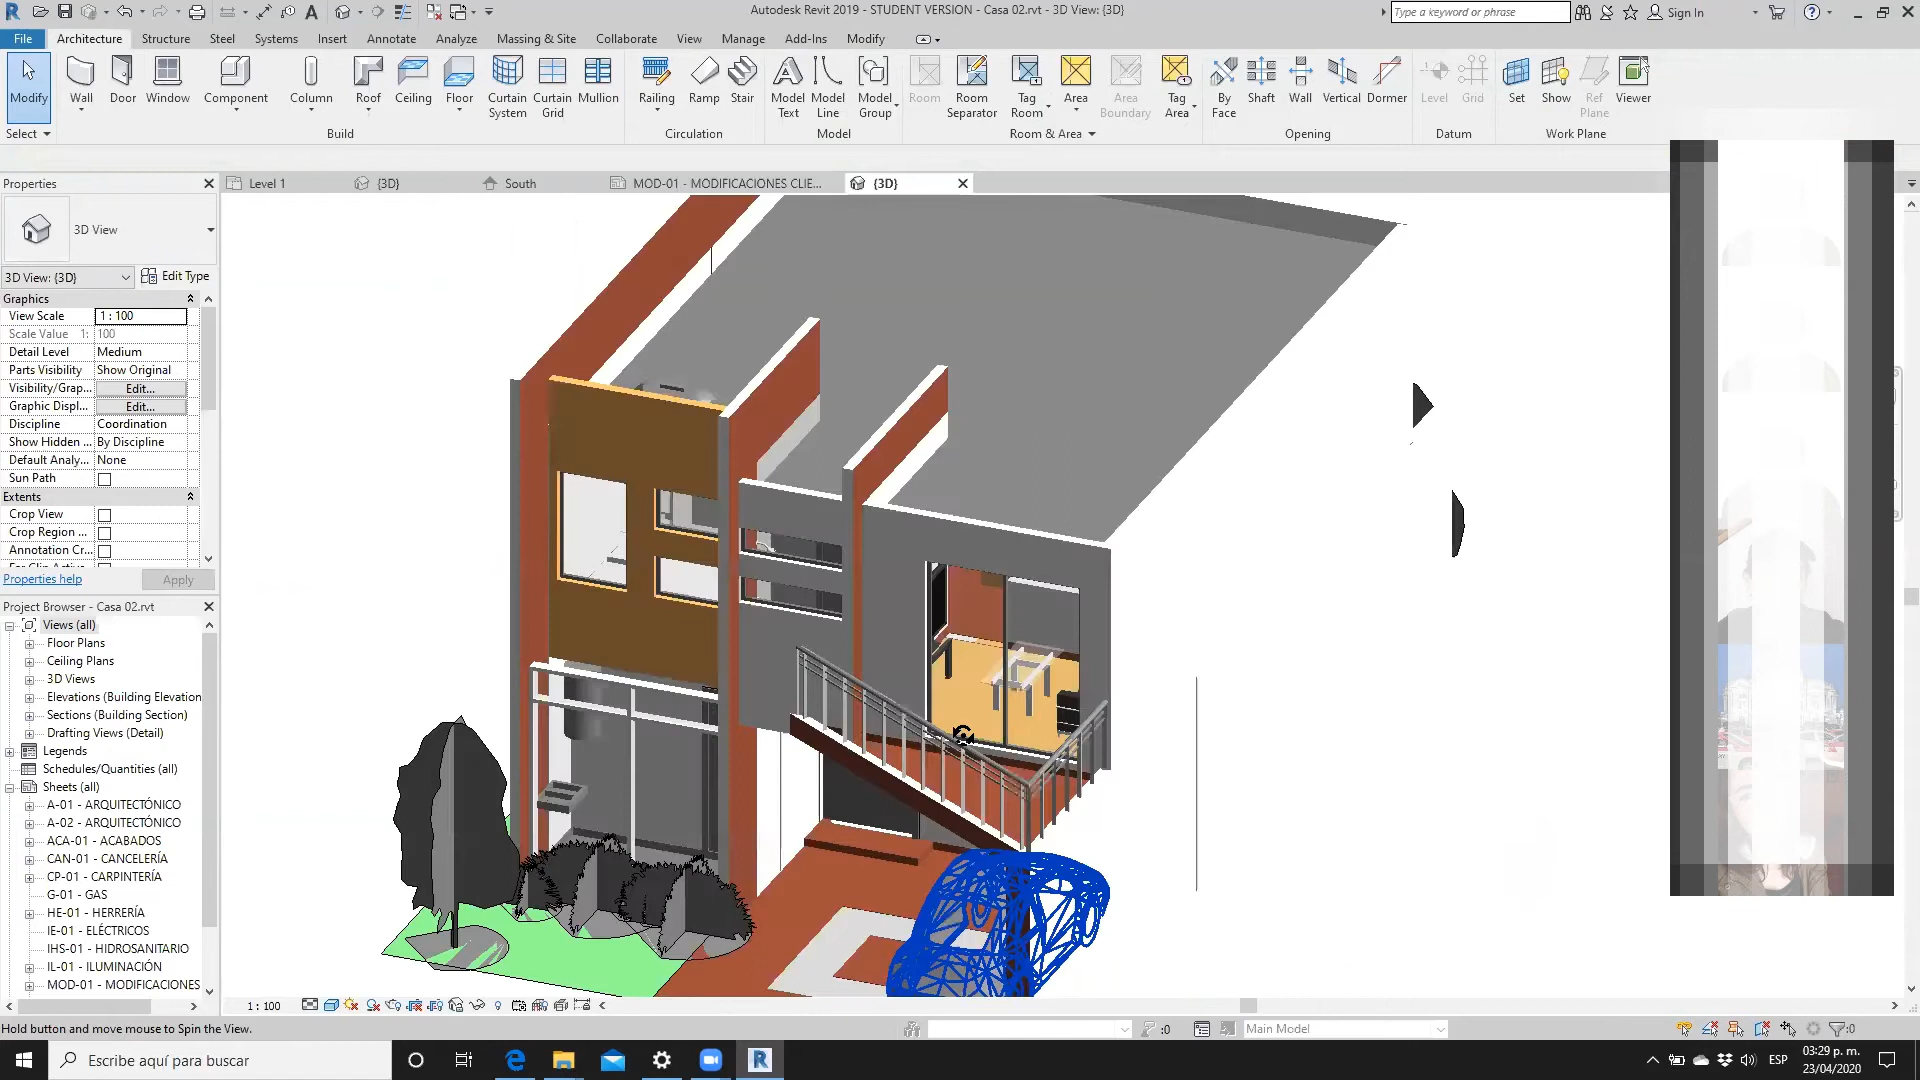 Autodesk Revit 2019 - STUDENT VERSION - Casa 02.rvt - 3D View: {3D}
Type a keyword or phrase
Sign In
File Architecture Structure Steel Systems Insert Annotate Analyze Massing & Site Collaborate View Manage Add-Ins Modify
Modify Wall Door Window Component Column Roof Ceiling Floor Curtain System Curtain Grid Mullion Railing Ramp Stair Model Text Model Line Model Group Room Room Separator Tag Room Area Area Boundary Tag Area By Face Shaft Wall Vertical Dormer Level Grid Set Show Ref Plane Viewer
Select Build Circulation Model Room & Area Opening Datum Work Plane
Properties
Level 1 {3D} South MOD-01 - MODIFICACIONES CLIE... {3D}
3D View
3D View: {3D} Edit Type
Graphics
View Scale 1 : 100
Scale Value 1: 100
Detail Level Medium
Parts Visibility Show Original
Visibility/Grap... Edit...
Graphic Displ... Edit...
Discipline Coordination
Show Hidden ... By Discipline
Default Analy... None
Sun Path
Extents
Crop View
Crop Region ...
Annotation Cr...
Properties help Apply
Project Browser - Casa 02.rvt
Views (all)
Floor Plans
Ceiling Plans
3D Views
Elevations (Building Elevation
Sections (Building Section)
Drafting Views (Detail)
Legends
Schedules/Quantities (all)
Sheets (all)
A-01 - ARQUITECTÓNICO
A-02 - ARQUITECTÓNICO
ACA-01 - ACABADOS
CAN-01 - CANCELERÍA
CP-01 - CARPINTERÍA
G-01 - GAS
HE-01 - HERRERÍA
IE-01 - ELÉCTRICOS
IHS-01 - HIDROSANITARIO
IL-01 - ILUMINACIÓN
MOD-01 - MODIFICACIONES
1 : 100
Hold button and move mouse to Spin the View.
:0 Main Model :0
Escribe aquí para buscar
ESP
03:29 p. m.
23/04/2020